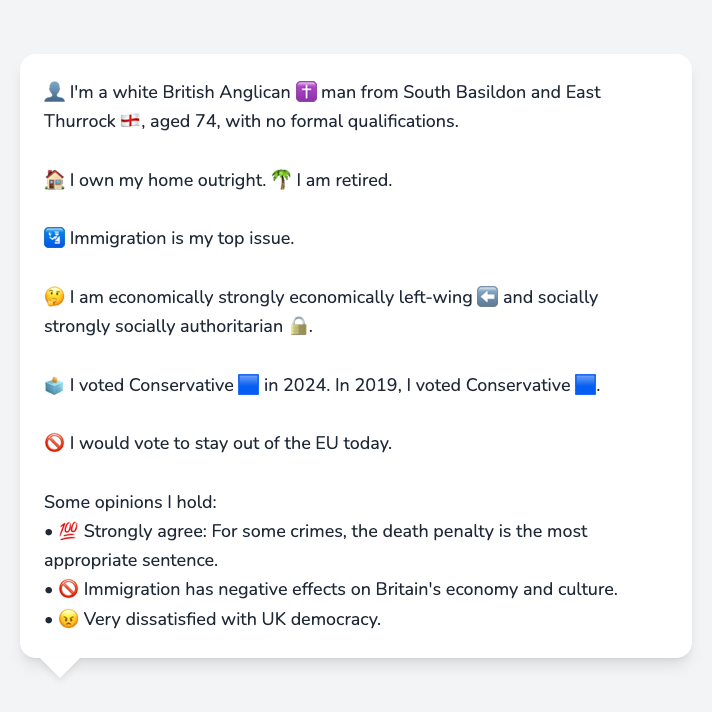 👤 I'm a white British Anglican ✝️ man from South Basildon and East
Thurrock 🏴󠁧󠁢󠁥󠁮󠁧󠁿, aged 74, with no formal qualifications.
🏠 I own my home outright. 🌴 I am retired.
🛂 Immigration is my top issue.
🤔 I am economically strongly economically left-wing ⬅️ and socially
strongly socially authoritarian 🔒.
🗳️ I voted Conservative 🟦 in 2024. In 2019, I voted Conservative 🟦.
🚫 I would vote to stay out of the EU today.
Some opinions I hold:
• 💯 Strongly agree: For some crimes, the death penalty is the most
appropriate sentence.
• 🚫 Immigration has negative effects on Britain's economy and culture.
• 😠 Very dissatisfied with UK democracy.